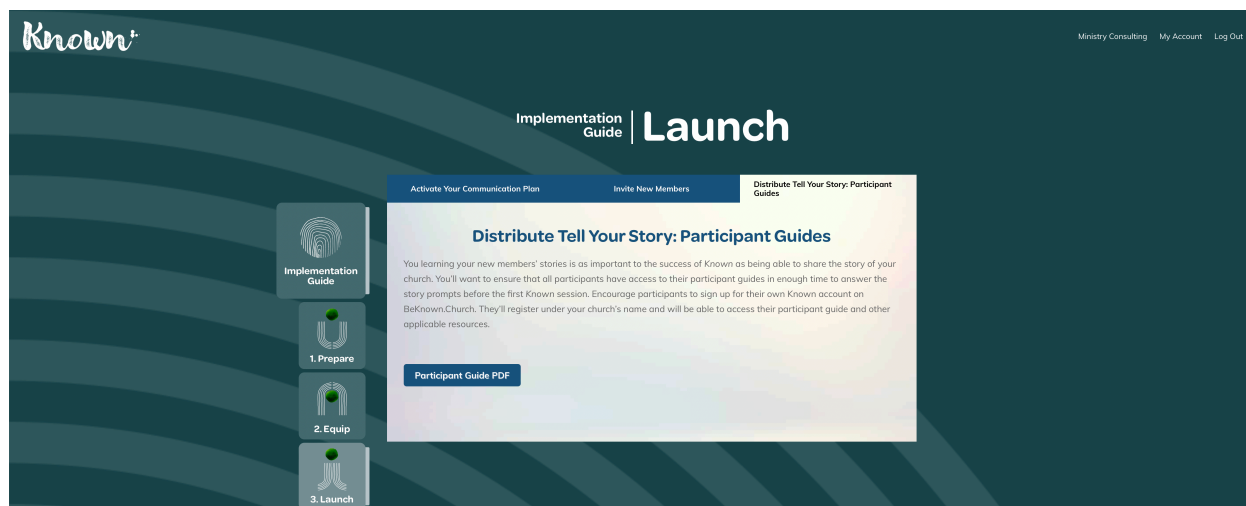 Known
Ministry Consulting
My Account
Log Out
Implementation
Guide
Launch
Activate Your Communication Plan
Invite New Members
Distribute Tell Your Story: Participant
Guides
Implementation
Guide
1. Prepare
2. Equip
3. Launch
Distribute Tell Your Story: Participant Guides
You learning your new members' stories is as important to the success of Known as being able to share the story of your
church. You'll want to ensure that all participants have access to their participant guides in enough time to answer the
story prompts before the first Known session. Encourage participants to sign up for their own Known account on
BeKnown.Church. They'll register under your church's name and will be able to access their participant guide and other
applicable resources.
Participant Guide PDF